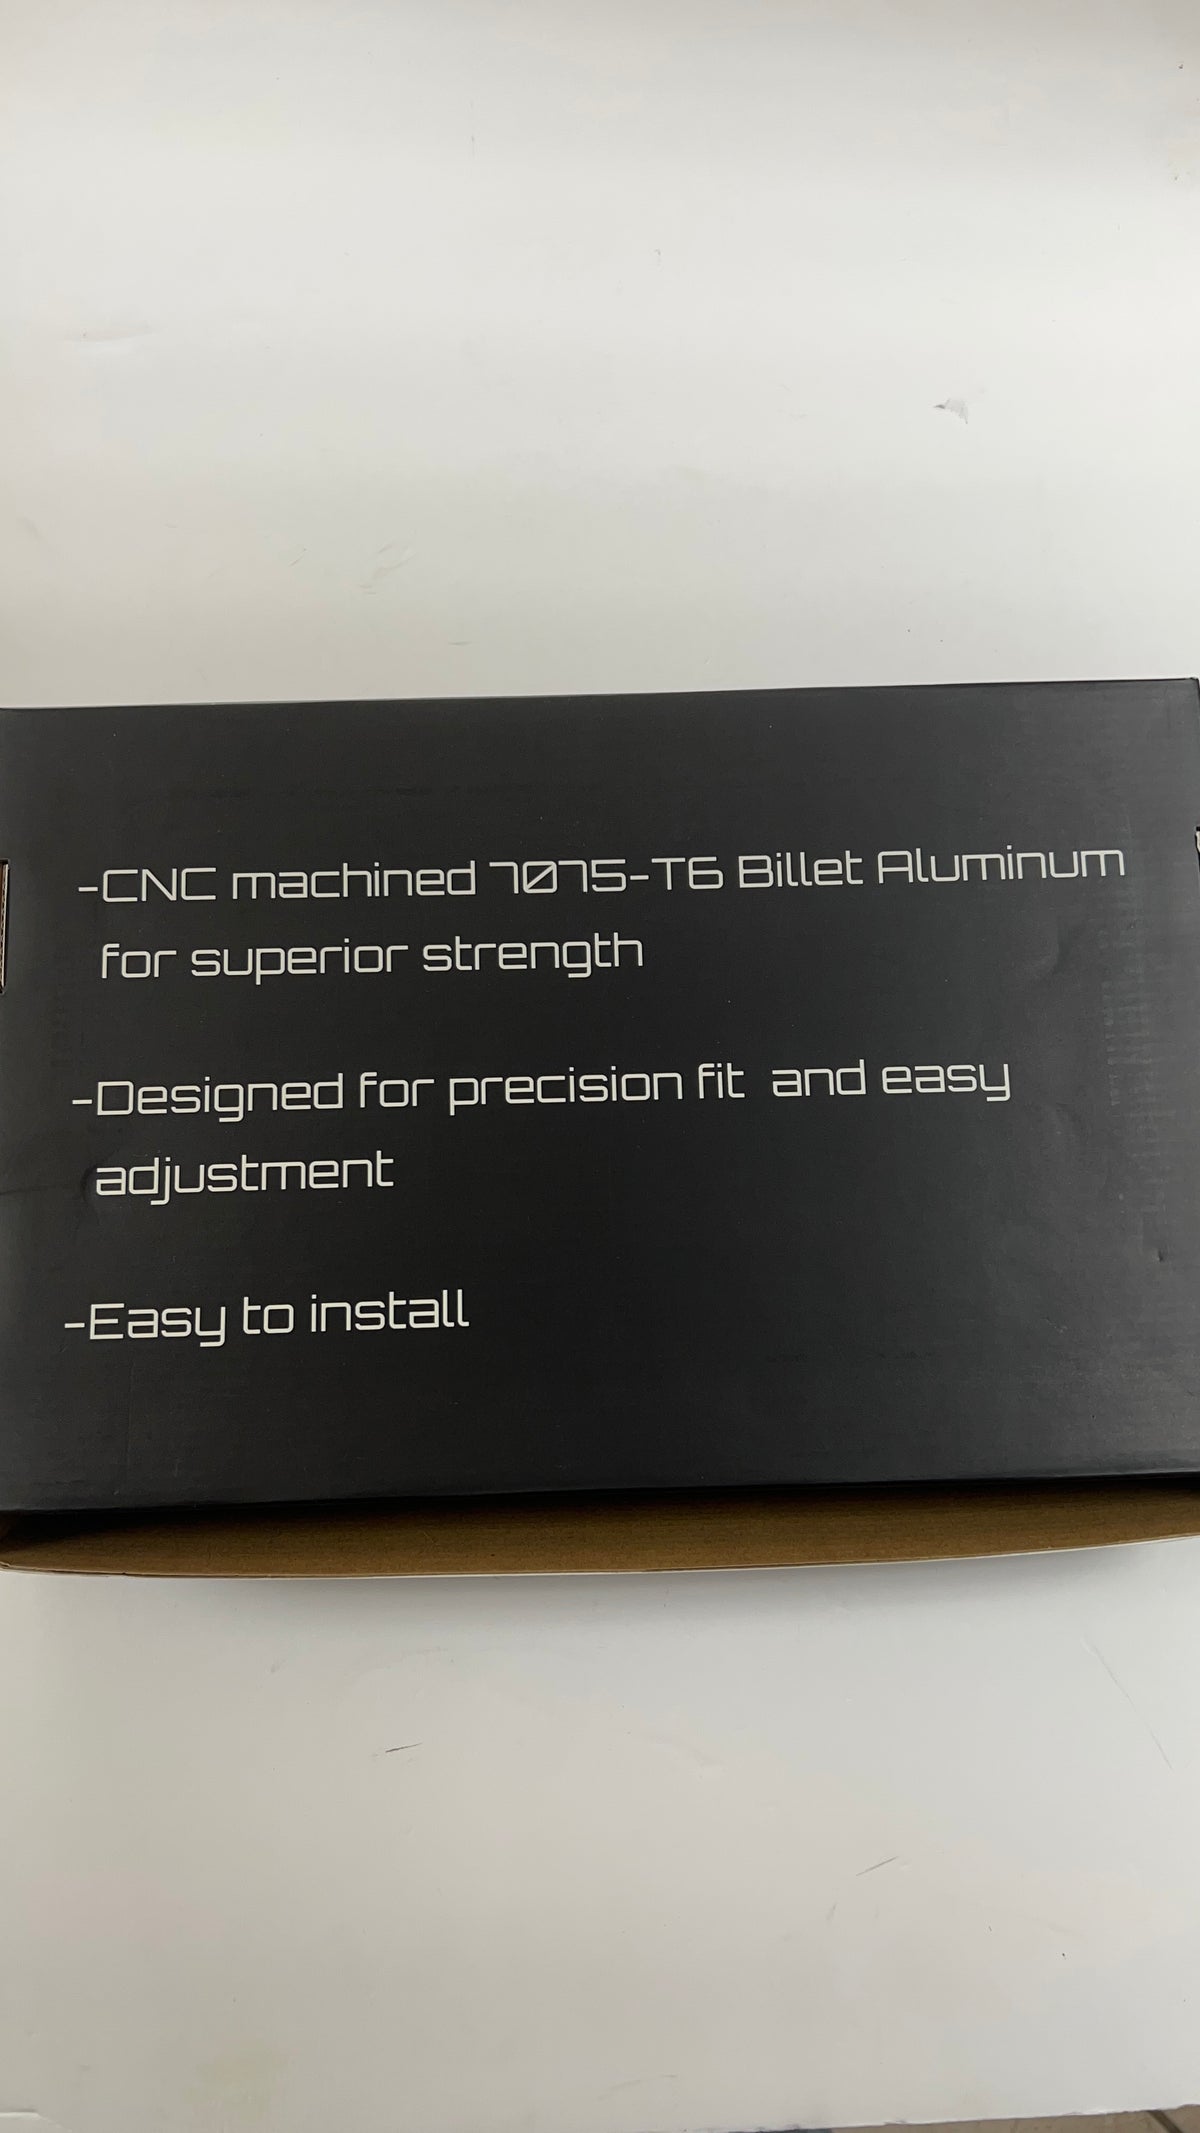 -CNC machined 7075-T6 Billet Aluminum
for superior strength
-Designed for precision fit and easy
adjustment
-Easy to install